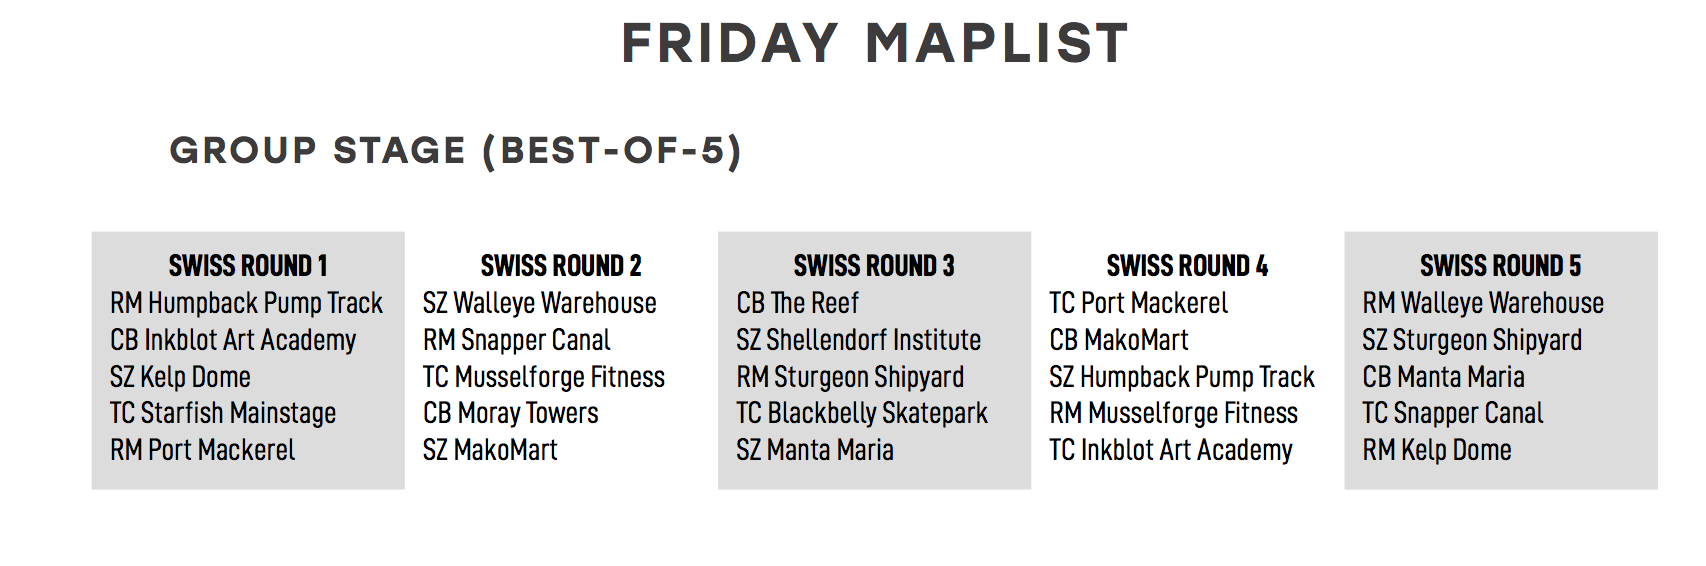 FRIDAY MAPLIST
GROUP STAGE (BEST-OF-5)
SWISS ROUND 1
RM Humpback Pump Track
CB Inkblot Art Academy
SZ Kelp Dome
TC Starfish Mainstage
RM Port Mackerel
SWISS ROUND 2
SZ Walleye Warehouse
RM Snapper Canal
TC Musselforge Fitness
CB Moray Towers
SZ MakoMart
SWISS ROUND 3
CB The Reef
SZ Shellendorf Institute
RM Sturgeon Shipyard
TC Blackbelly Skatepark
SZ Manta Maria
SWISS ROUND 4
TC Port Mackerel
CB MakoMart
SZ Humpback Pump Track
RM Musselforge Fitness
TC Inkblot Art Academy
SWISS ROUND 5
RM Walleye Warehouse
SZ Sturgeon Shipyard
CB Manta Maria
TC Snapper Canal
RM Kelp Dome